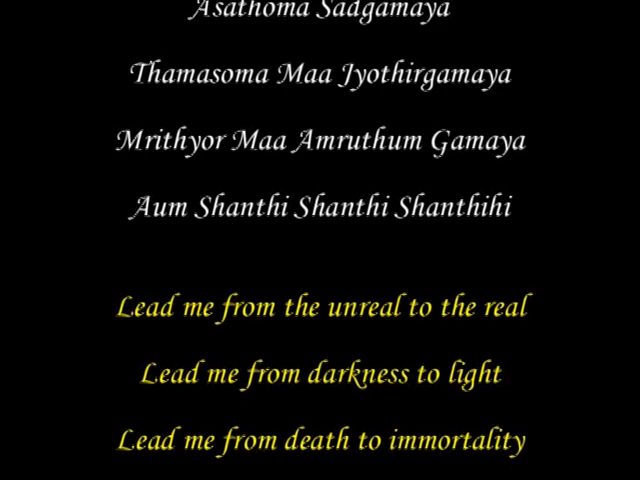 Asathoma Sadgamaya
Thamasoma Maa Jyothirgamaya
Mrithyor Maa Amruthum Gamaya
Aum Shanthi Shanthi Shanthihi
Lead me from the unreal to the real
Lead me from darkness to light
Lead me from death to immortality